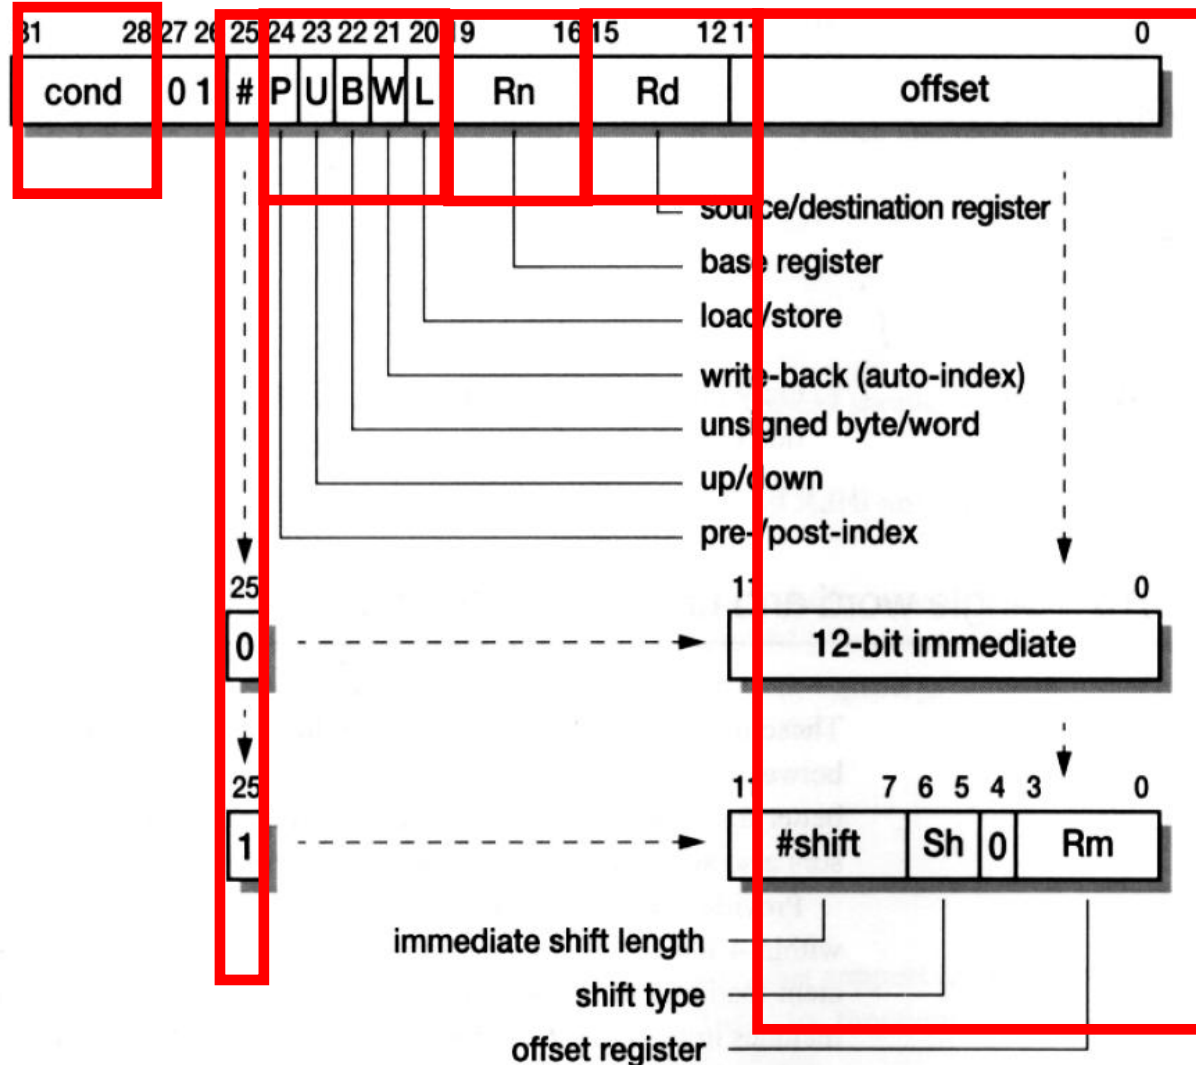 31 28 27 26 25 24 23 22 21 20 19 16 15 12 11 0
cond 0 1 # P U B W L Rn Rd offset
source/destination register
base register
load/store
write-back (auto-index)
unsigned byte/word
up/down
pre-/post-index
25 11 0
0 12-bit immediate
25 11 7 6 5 4 3 0
1 #shift Sh 0 Rm
immediate shift length
shift type
offset register